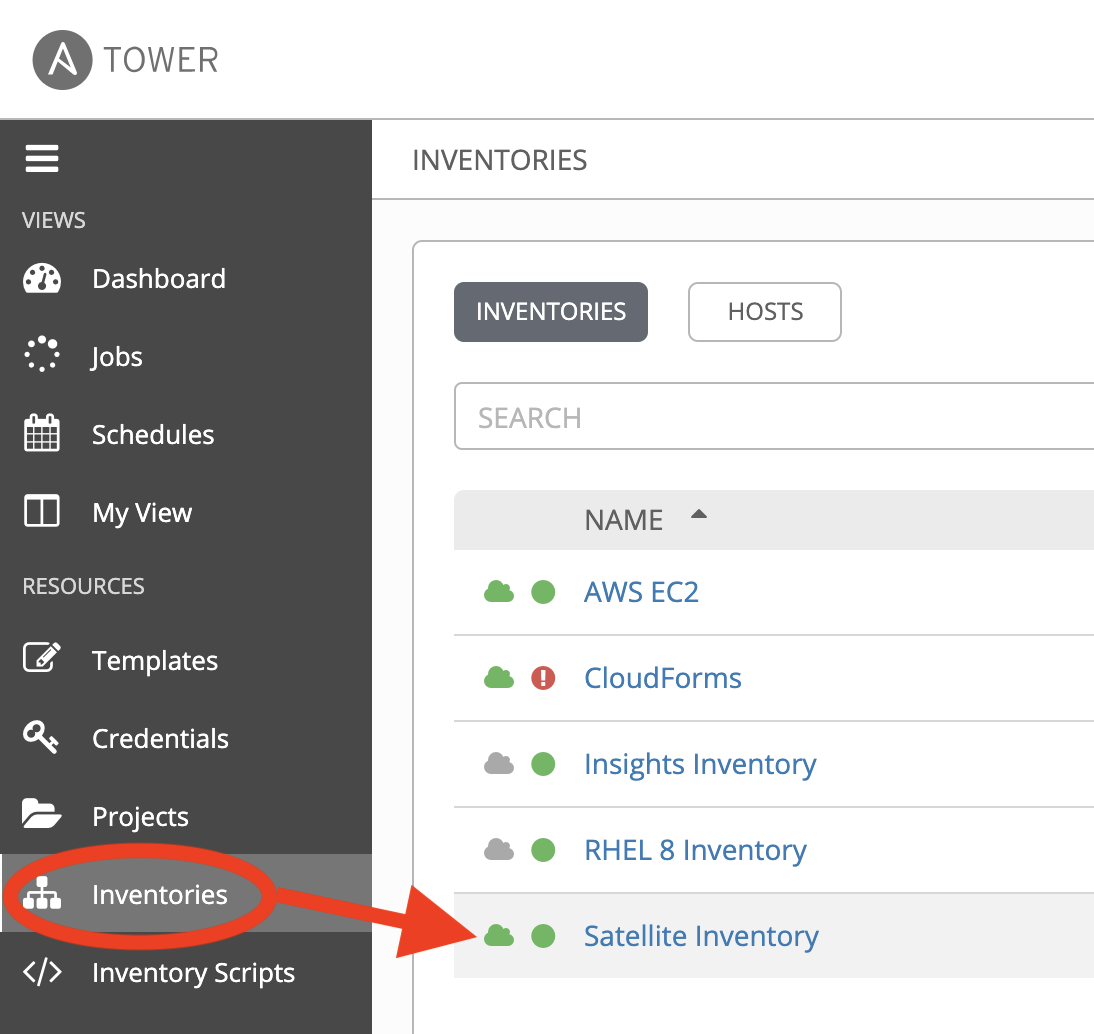 TOWER
VIEWS
Dashboard
Jobs
Schedules
My View
RESOURCES
Templates
Credentials
Projects
Inventories
Inventory Scripts
INVENTORIES
INVENTORIES
HOSTS
SEARCH
NAME
AWS EC2
CloudForms
Insights Inventory
RHEL 8 Inventory
Satellite Inventory